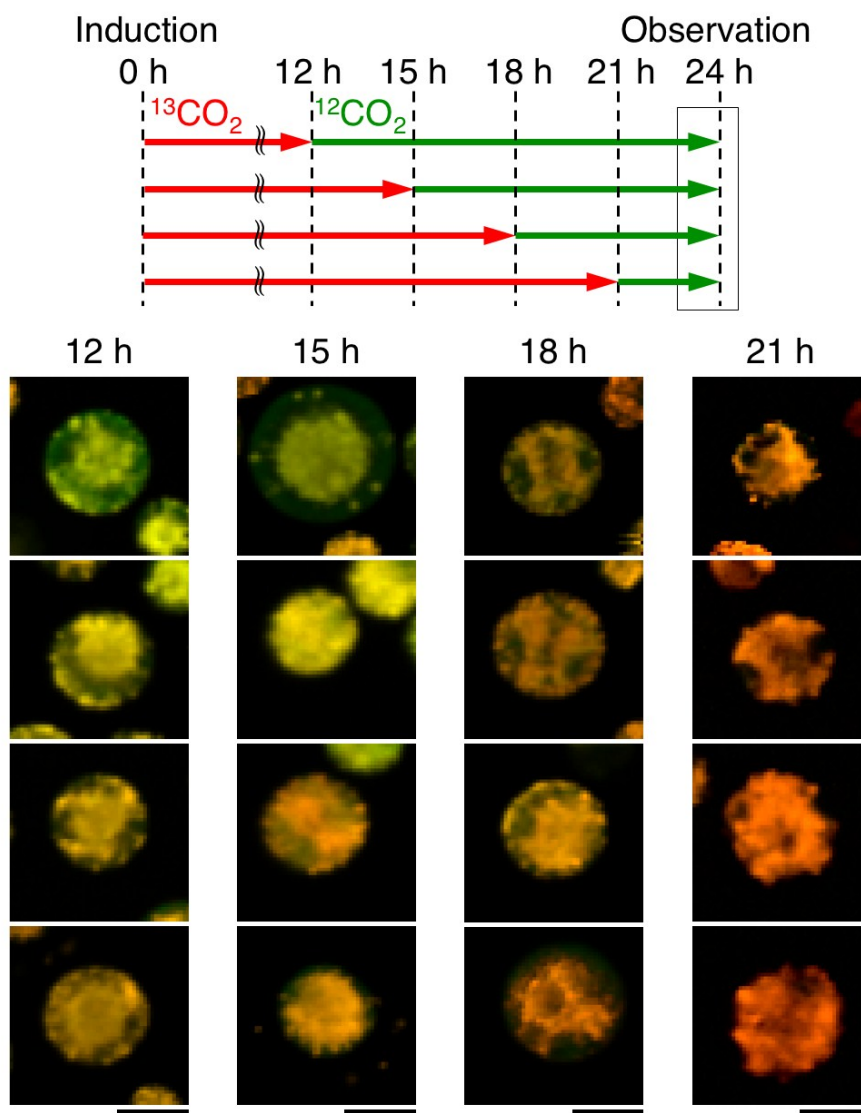 Induction Observation
0 h 12 h 15 h 18 h 21 h 24 h
¹³CO₂ ¹²CO₂
12 h 15 h 18 h 21 h